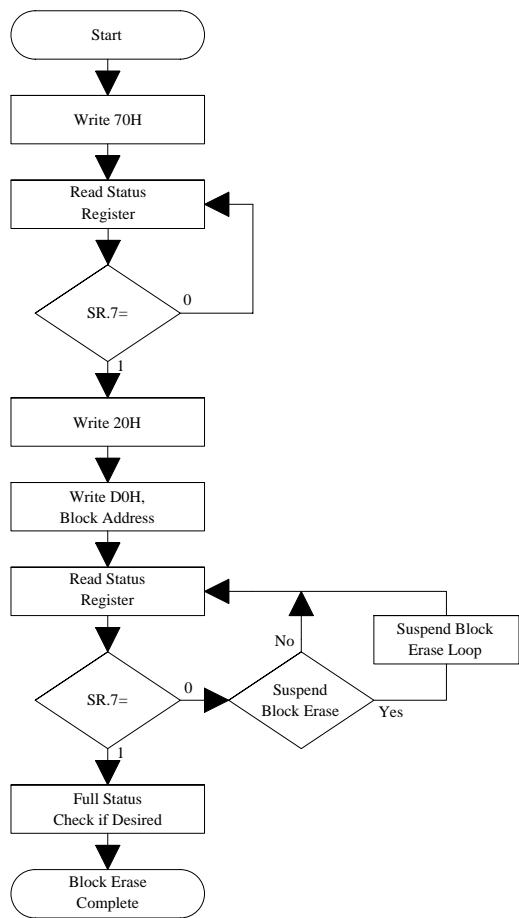 Start
Write 70H
Read Status
Register
SR.7=
0
1
Write 20H
Write D0H,
Block Address
Read Status
Register
SR.7=
0
No
Suspend
Block Erase
Yes
Suspend Block
Erase Loop
1
Full Status
Check if Desired
Block Erase
Complete